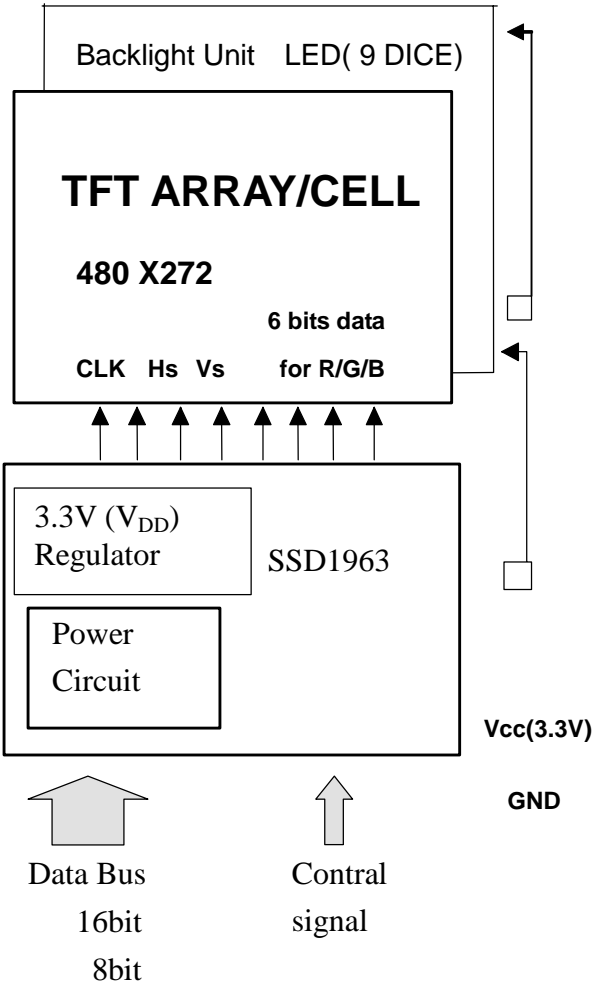 Backlight Unit LED( 9 DICE)
TFT ARRAY/CELL
480 X272
6 bits data
CLK Hs Vs for R/G/B
3.3V (VDD)
Regulator
SSD1963
Power
Circuit
Vcc(3.3V)
GND
Data Bus
16bit
8bit
Contral
signal